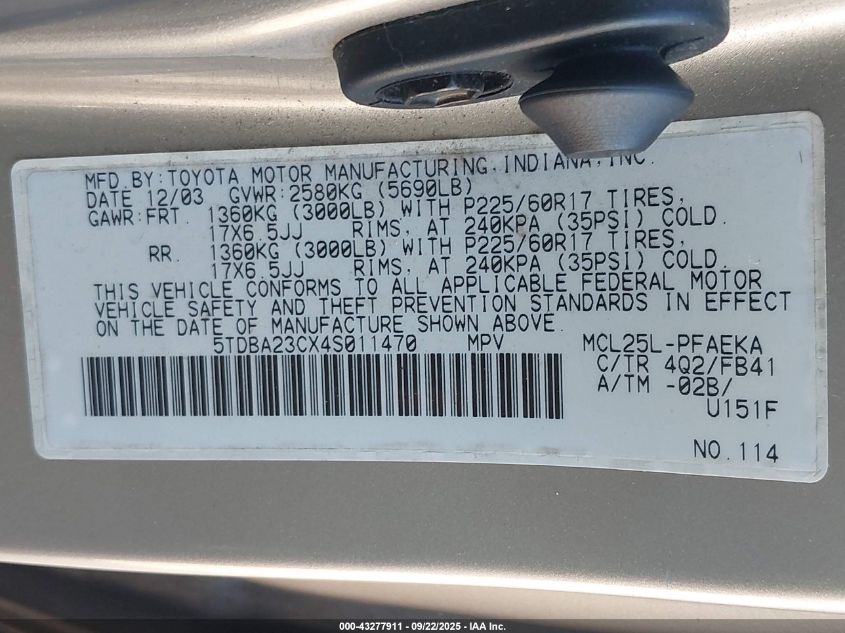 MFD. BY: TOYOTA MOTOR MANUFACTURING, INDIANA, INC.
DATE 12/03 GVWR: 2580KG (5690LB)
GAWR: FRT. 1360KG (3000LB) WITH P225/60R17 TIRES,
17X6.5JJ RIMS, AT 240KPA (35PSI) COLD.
RR. 1360KG (3000LB) WITH P225/60R17 TIRES,
17X6.5JJ RIMS, AT 240KPA (35PSI) COLD.
THIS VEHICLE CONFORMS TO ALL APPLICABLE FEDERAL MOTOR
VEHICLE SAFETY AND THEFT PREVENTION STANDARDS IN EFFECT
ON THE DATE OF MANUFACTURE SHOWN ABOVE.
5TDBA23CX4S011470 MPV MCL25L-PFAEKA
C/TR 4Q2/FB41
A/TM -02B/
U151F
NO. 114
000-43277911 - 09/22/2025 - IAA Inc.